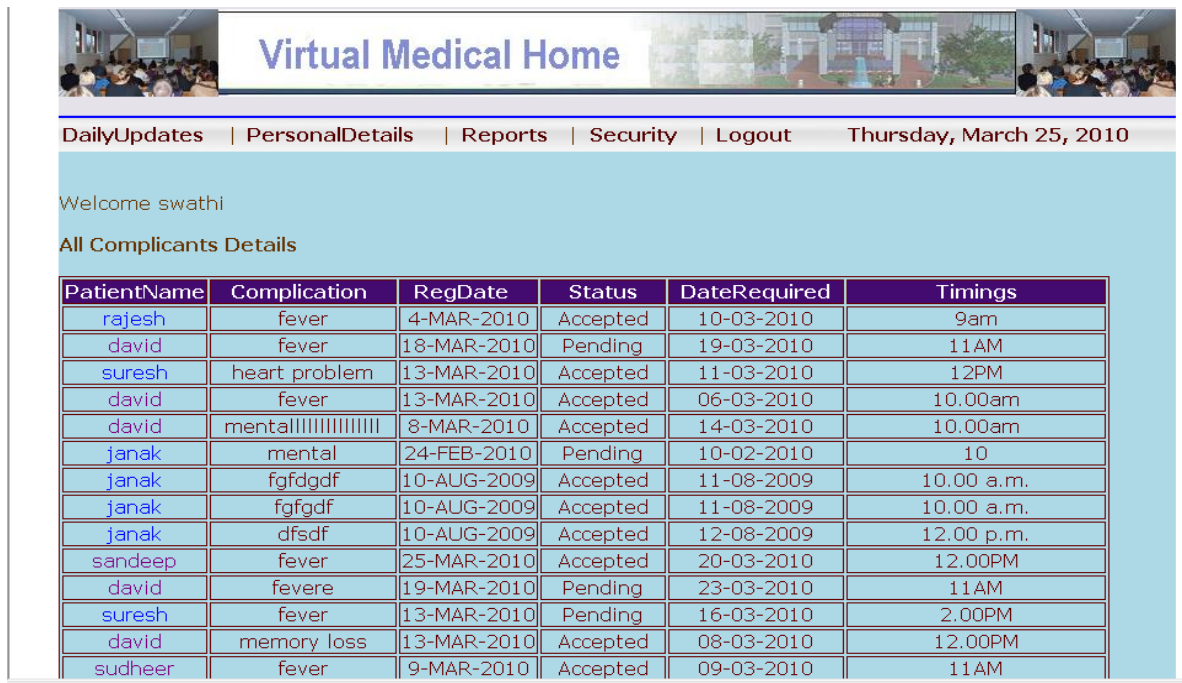 Virtual Medical Home
DailyUpdates | PersonalDetails | Reports | Security | Logout Thursday, March 25, 2010
Welcome swathi
All Complicants Details
PatientName Complication RegDate Status DateRequired Timings
rajesh fever 4-MAR-2010 Accepted 10-03-2010 9am
david fever 18-MAR-2010 Pending 19-03-2010 11AM
suresh heart problem 13-MAR-2010 Accepted 11-03-2010 12PM
david fever 13-MAR-2010 Accepted 06-03-2010 10.00am
david mentalllllllllllllllll 8-MAR-2010 Accepted 14-03-2010 10.00am
janak mental 24-FEB-2010 Pending 10-02-2010 10
janak fgfdgdf 10-AUG-2009 Accepted 11-08-2009 10.00 a.m.
janak fgfgdf 10-AUG-2009 Accepted 11-08-2009 10.00 a.m.
janak dfsdf 10-AUG-2009 Accepted 12-08-2009 12.00 p.m.
sandeep fever 25-MAR-2010 Accepted 20-03-2010 12.00PM
david fevere 19-MAR-2010 Pending 23-03-2010 11AM
suresh fever 13-MAR-2010 Pending 16-03-2010 2.00PM
david memory loss 13-MAR-2010 Accepted 08-03-2010 12.00PM
sudheer fever 9-MAR-2010 Accepted 09-03-2010 11AM